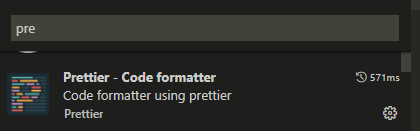 pre
Prettier - Code formatter 571ms
Code formatter using prettier
Prettier